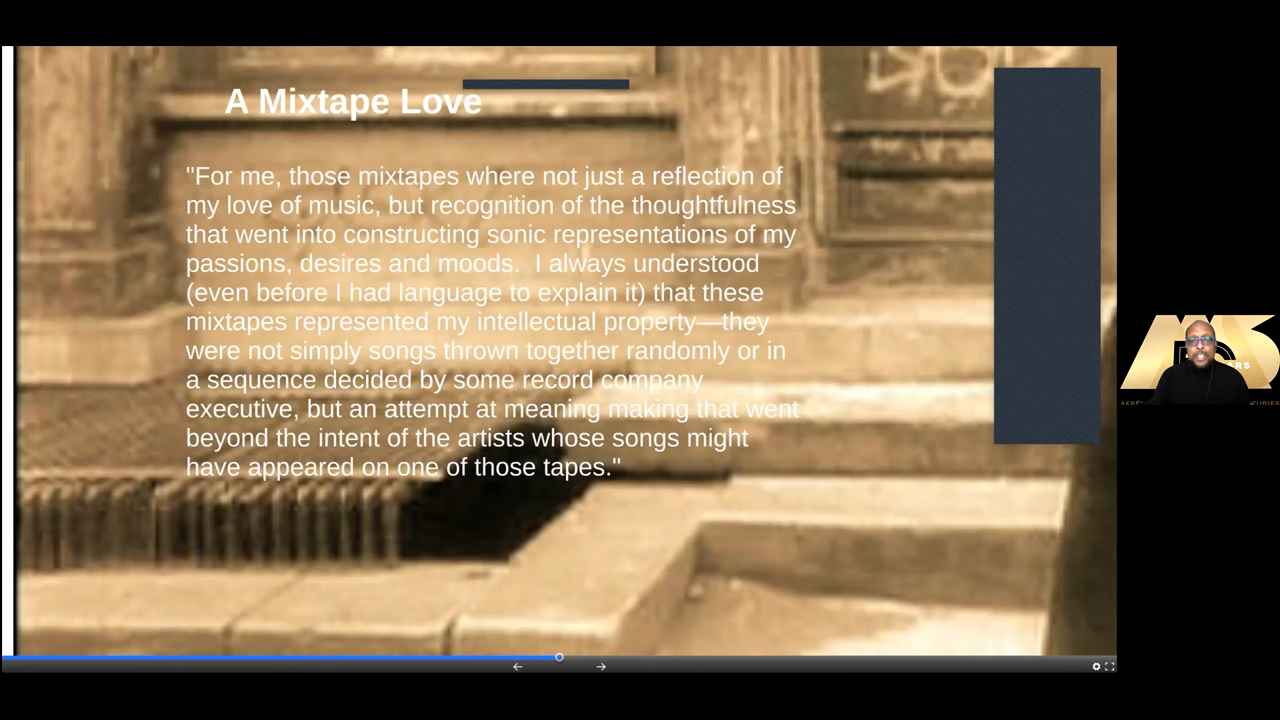 A Mixtape Love
"For me, those mixtapes where not just a reflection of
my love of music, but recognition of the thoughtfulness
that went into constructing sonic representations of my
passions, desires and moods.  I always understood
(even before I had language to explain it) that these
mixtapes represented my intellectual property—they
were not simply songs thrown together randomly or in
a sequence decided by some record company
executive, but an attempt at meaning making that went
beyond the intent of the artists whose songs might
have appeared on one of those tapes."